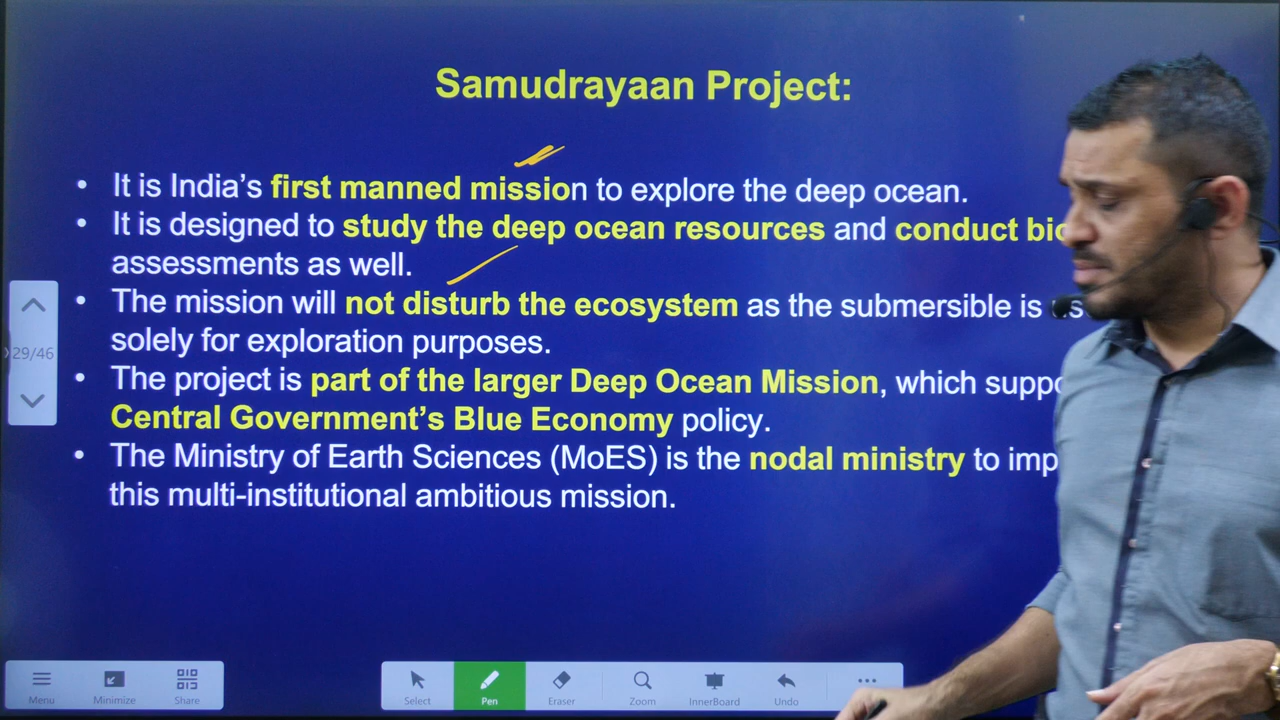 Samudrayaan Project:
• It is India's first manned mission to explore the deep ocean.
• It is designed to study the deep ocean resources and conduct
assessments as well.
• The mission will not disturb the ecosystem as the submersible is
solely for exploration purposes.
• The project is part of the larger Deep Ocean Mission, which
Central Government's Blue Economy policy.
• The Ministry of Earth Sciences (MoES) is the nodal ministry to
this multi-institutional ambitious mission.
29/46
Menu Minimize Share Select Pen Eraser Zoom InnerBoard Undo